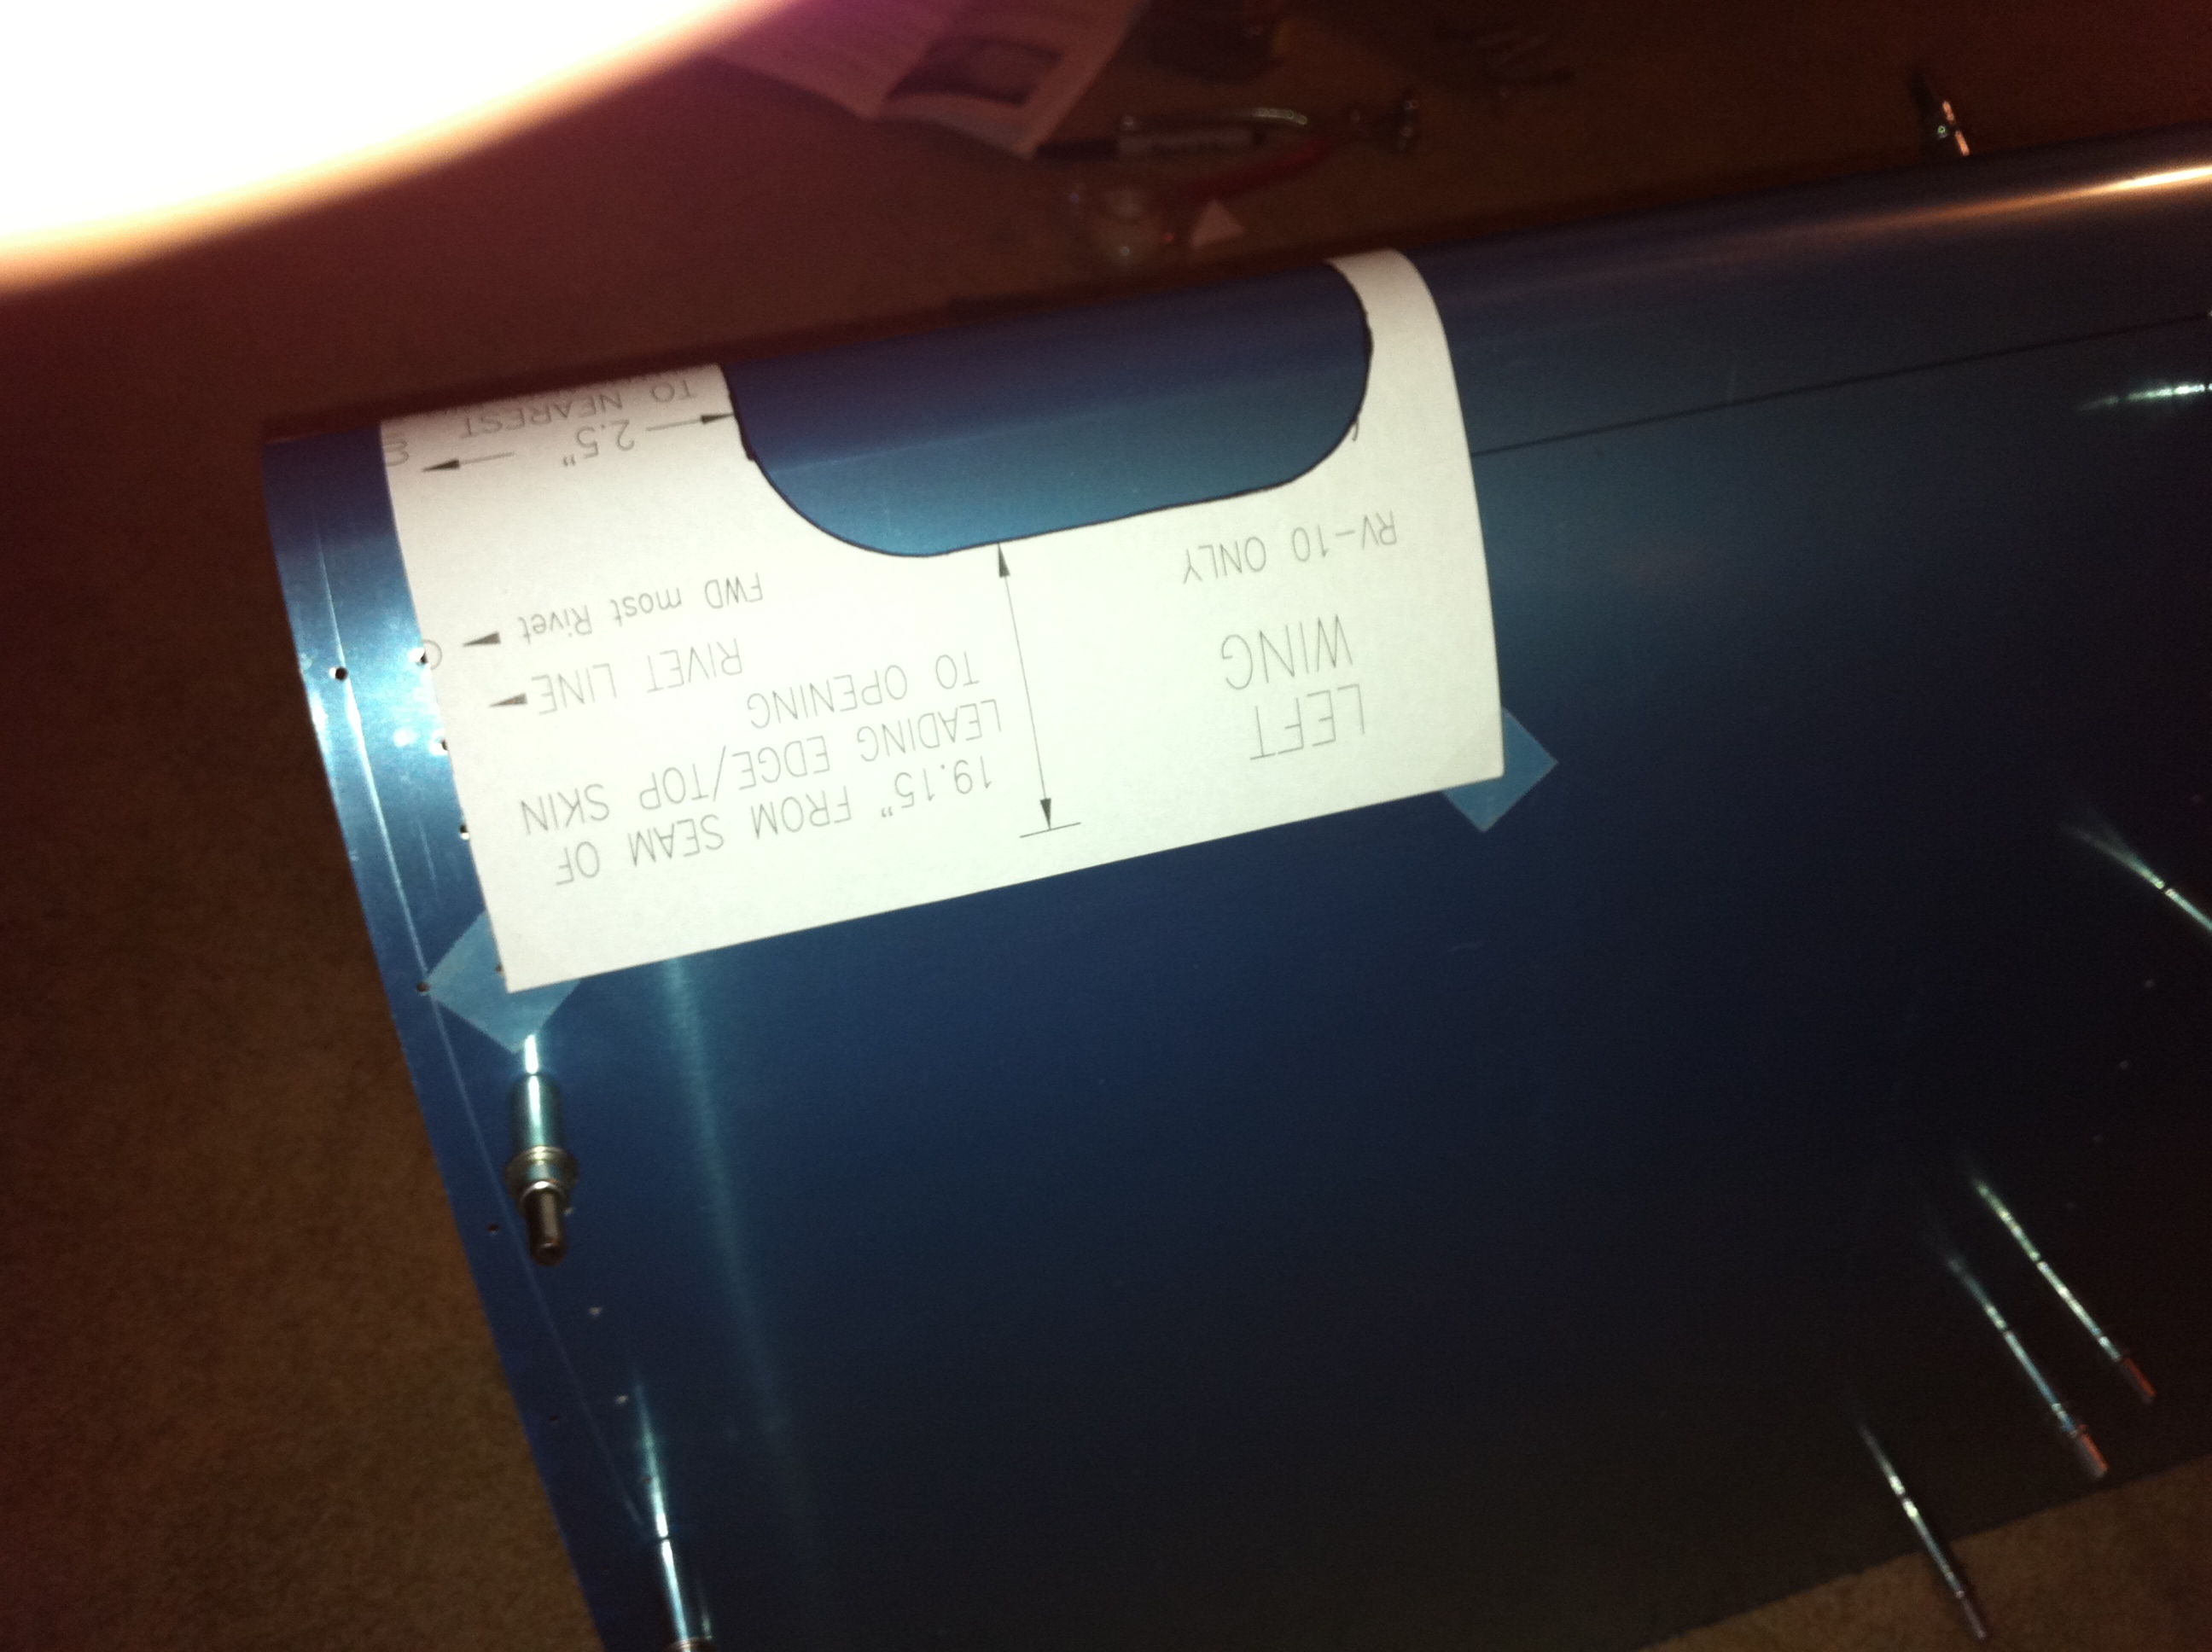 LEFT
WING
RV-10 ONLY
19.15" FROM SEAM OF
LEADING EDGE/TOP SKIN
TO OPENING
RIVET LINE
FWD most Rivet
2.5"
TO NEAREST